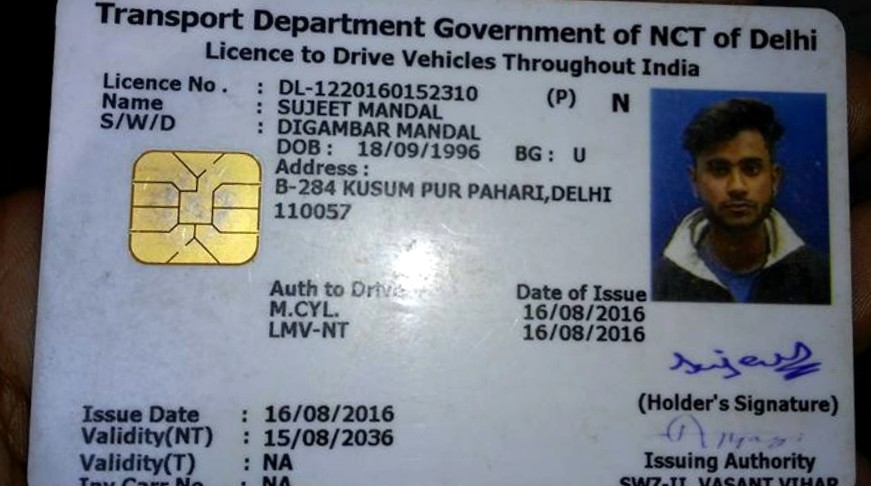 Transport Department Government of NCT of Delhi
Licence to Drive Vehicles Throughout India
Licence No. : DL-1220160152310 (P) N
Name : SUJEET MANDAL
S/W/D : DIGAMBAR MANDAL
DOB : 18/09/1996 BG : U
Address :
B-284 KUSUM PUR PAHARI,DELHI
110057
Auth to Drive Date of Issue
M.CYL. 16/08/2016
LMV-NT 16/08/2016
(Holder's Signature)
Issue Date : 16/08/2016
Validity(NT) : 15/08/2036
Validity(T) : NA
Issuing Authority
Inv Carr No : NA
SWZ-II, VASANT VIHAR